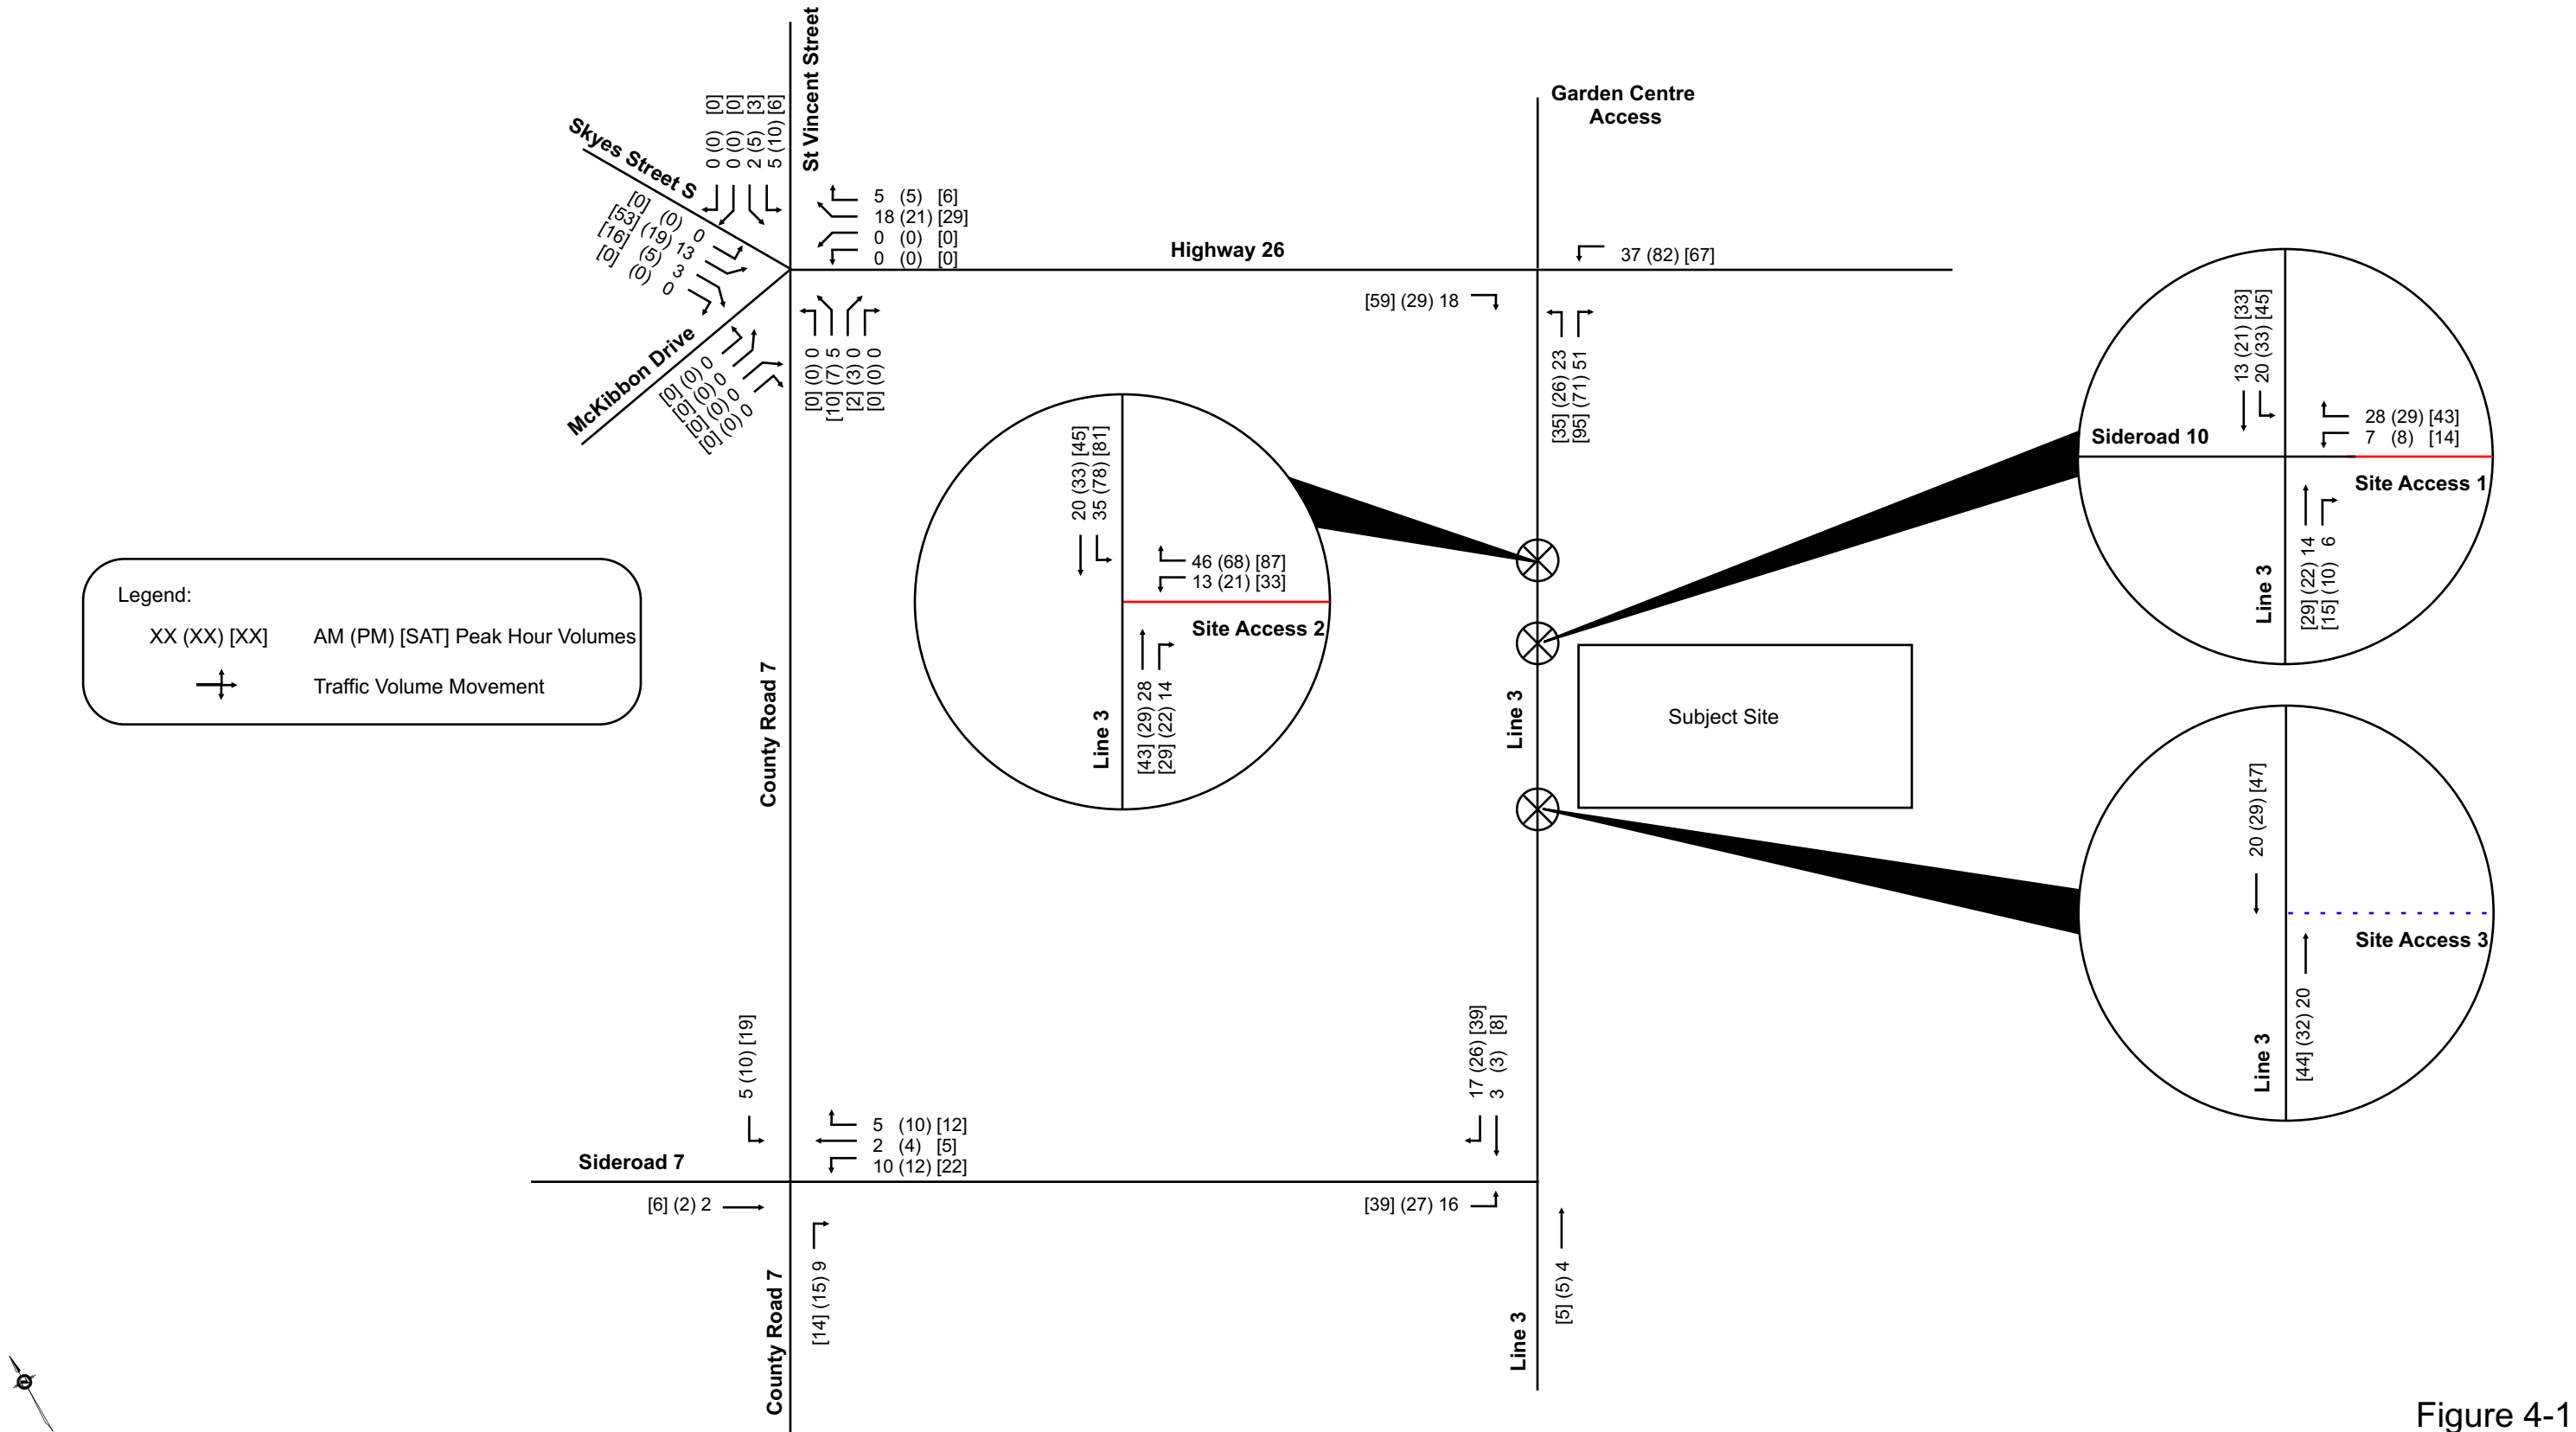 St Vincent Street
0 (0) [0]
0 (0) [0]
2 (5) [3]
5 (10) [6]
Skyes Street S
[0] (0) 0
[53] (19) 13
[16] (5) 3
[0] (0) 0
McKibbon Drive
[0] (0) 0
[0] (0) 0
[0] (0) 0
[0] (0) 0
5 (5) [6]
18 (21) [29]
0 (0) [0]
0 (0) [0]
[0] (0) 0
[10] (7) 5
[2] (3) 0
[0] (0) 0
Highway 26
Garden Centre
Access
37 (82) [67]
[59] (29) 18
[35] (26) 23
[95] (71) 51
13 (21) [33]
20 (33) [45]
28 (29) [43]
7 (8) [14]
Sideroad 10
Site Access 1
Line 3
[29] (22) 14
[15] (10) 6
20 (33) [45]
35 (78) [81]
46 (68) [87]
13 (21) [33]
Site Access 2
Line 3
[43] (29) 28
[29] (22) 14
Legend:
XX (XX) [XX] AM (PM) [SAT] Peak Hour Volumes
Traffic Volume Movement
County Road 7
Line 3
Subject Site
20 (29) [47]
Site Access 3
Line 3
[44] (32) 20
5 (10) [19]
5 (10) [12]
2 (4) [5]
10 (12) [22]
Sideroad 7
[6] (2) 2
[14] (15) 9
County Road 7
17 (26) [39]
3 (3) [8]
[39] (27) 16
[5] (5) 4
Line 3
Figure 4-1